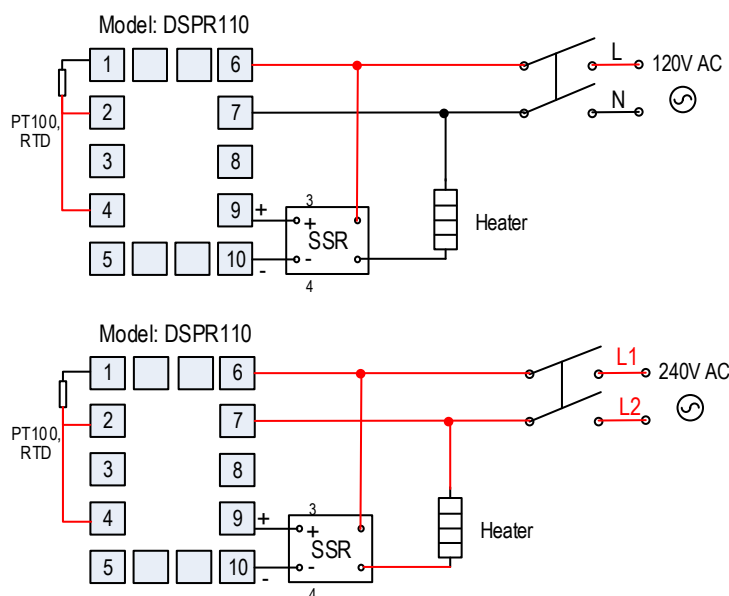 Model: DSPR110
1 6 L 120V AC
2 7 N
PT100,
RTD
3 8
3
4 9 + + SSR Heater
5 10 - -
4
Model: DSPR110
1 6 L1 240V AC
2 7 L2
PT100,
RTD
3 8
3
4 9 + + SSR Heater
5 10 - -
4